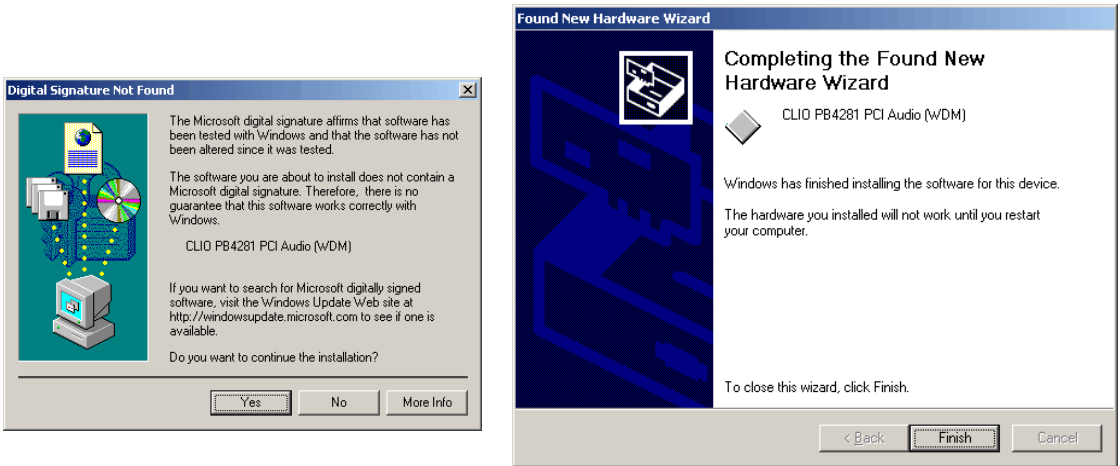 Digital Signature Not Found
The Microsoft digital signature affirms that software has
been tested with Windows and that the software has not
been altered since it was tested.
The software you are about to install does not contain a
Microsoft digital signature. Therefore, there is no
guarantee that this software works correctly with
Windows.
CLIO PB4281 PCI Audio (WDM)
If you want to search for Microsoft digitally signed
software, visit the Windows Update Web site at
http://windowsupdate.microsoft.com to see if one is
available.
Do you want to continue the installation?
Yes No More Info
Found New Hardware Wizard
Completing the Found New
Hardware Wizard
CLIO PB4281 PCI Audio (WDM)
Windows has finished installing the software for this device.
The hardware you installed will not work until you restart
your computer.
To close this wizard, click Finish.
< Back Finish Cancel